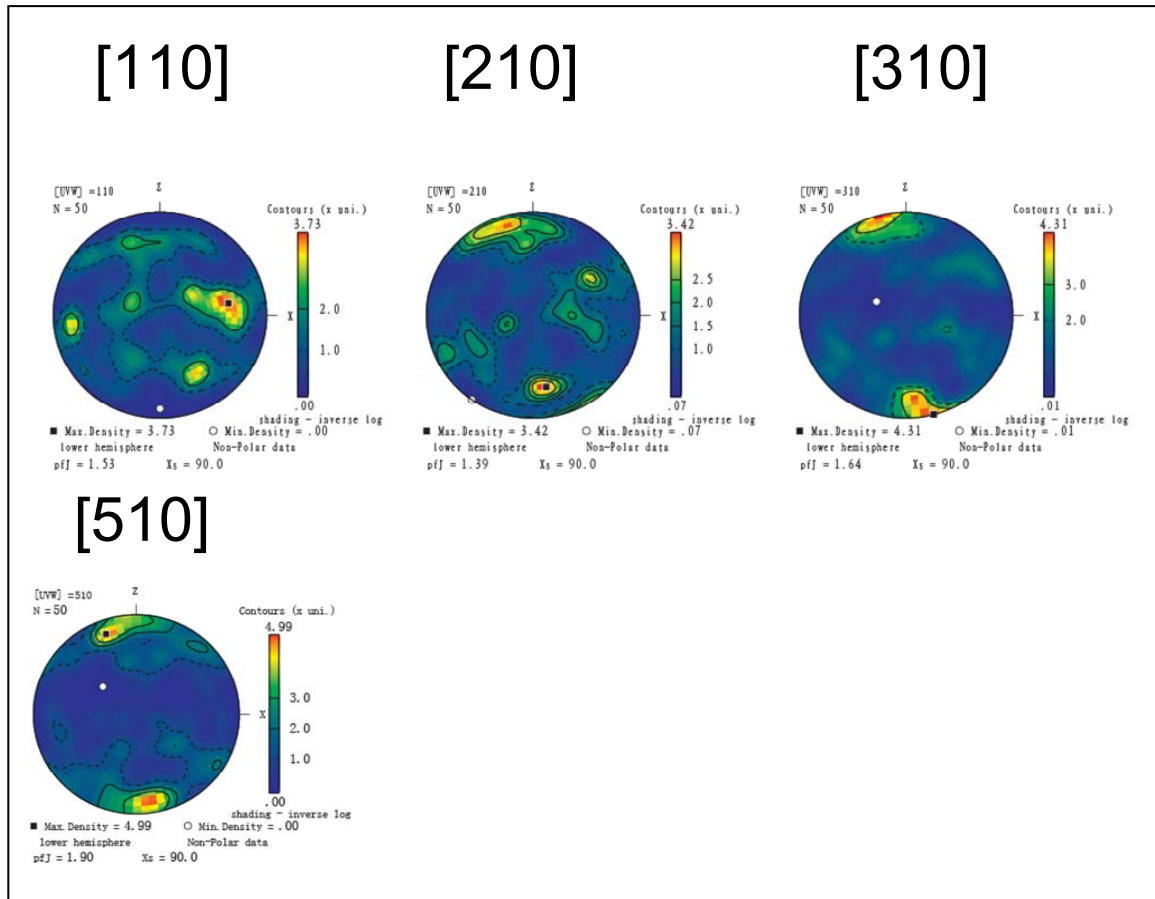 [110]
[UVW] =110
N = 50
Z
X
Contours (x uni.)
3.73
2.0
1.0
.00
shading - inverse log
■ Max.Density = 3.73 ○ Min.Density = .00
lower hemisphere Non-Polar data
pfJ = 1.53 Xs = 90.0
[210]
[UVW] =210
N = 50
Z
X
Contours (x uni.)
3.42
2.5
2.0
1.5
1.0
.07
shading - inverse log
■ Max.Density = 3.42 ○ Min.Density = .07
lower hemisphere Non-Polar data
pfJ = 1.39 Xs = 90.0
[310]
[UVW] =310
N = 50
Z
X
Contours (x uni.)
4.31
3.0
2.0
.01
shading - inverse log
■ Max.Density = 4.31 ○ Min.Density = .01
lower hemisphere Non-Polar data
pfJ = 1.64 Xs = 90.0
[510]
[UVW] =510
N = 50
Z
X
Contours (x uni.)
4.99
3.0
2.0
1.0
.00
shading - inverse log
■ Max.Density = 4.99 ○ Min.Density = .00
lower hemisphere Non-Polar data
pfJ = 1.90 Xs = 90.0